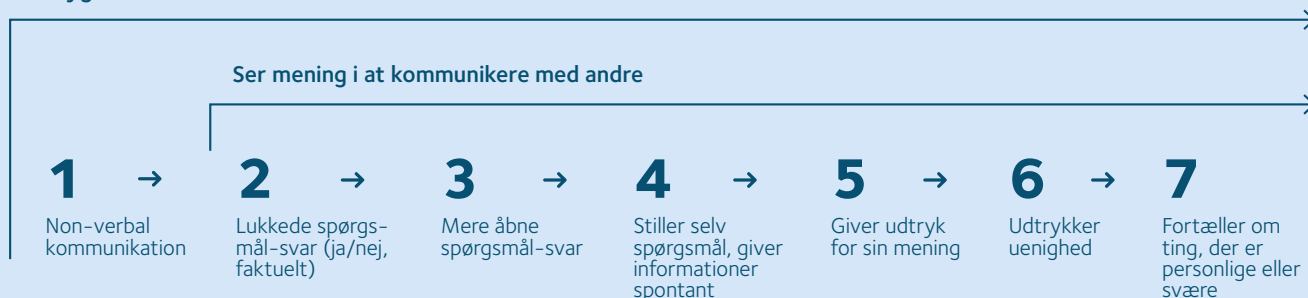 Ser mening i at kommunikere med andre
1 → 2 → 3 → 4 → 5 → 6 → 7
Non-verbal
kommunikation
Lukkede spørgs-
mål-svar (ja/nej,
faktuelt)
Mere åbne
spørgsmål-svar
Stiller selv
spørgsmål, giver
informationer
spontant
Giver udtryk
for sin mening
Udtrykker
uenighed
Fortæller om
ting, der er
personlige eller
svære